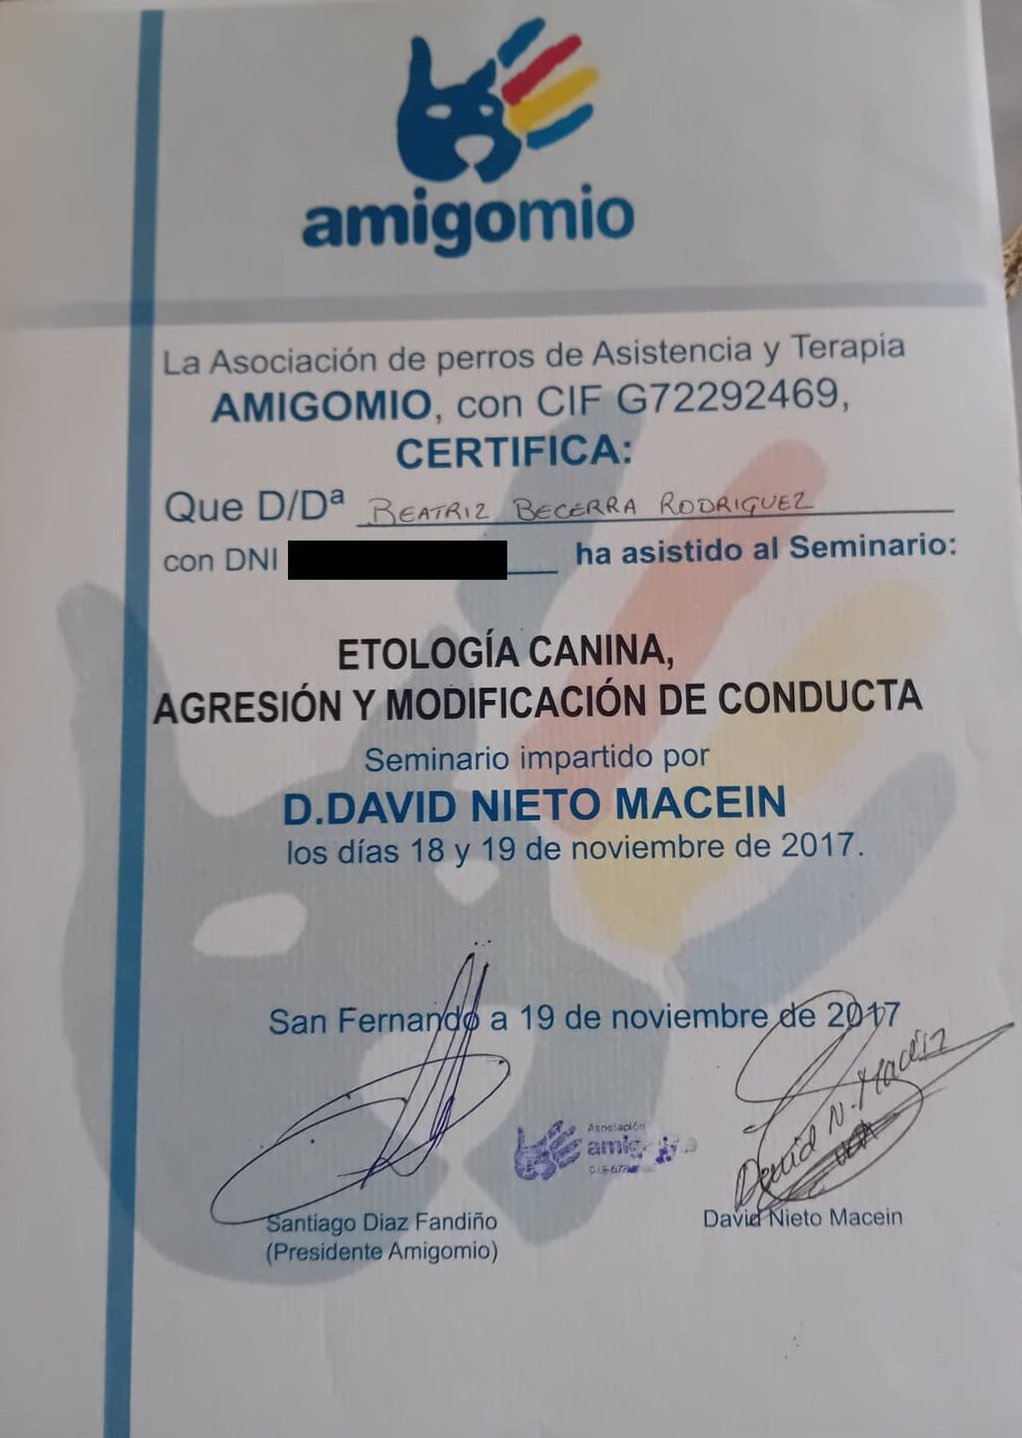 amigomio
La Asociación de perros de Asistencia y Terapia
AMIGOMIO, con CIF G72292469,
CERTIFICA:
Que D/Dª BEATRIZ BECERRA RODRIGUEZ
con DNI ha asistido al Seminario:
ETOLOGÍA CANINA,
AGRESIÓN Y MODIFICACIÓN DE CONDUCTA
Seminario impartido por
D.DAVID NIETO MACEIN
los días 18 y 19 de noviembre de 2017.
San Fernando a 19 de noviembre de 2017
David N. Macein
Asociación
Santiago Diaz Fandiño
(Presidente Amigomio)
David Nieto Macein